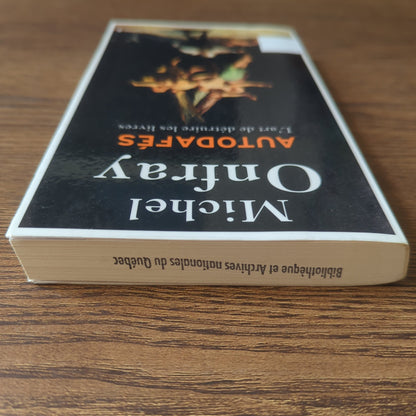 Michel
Onfray
AUTODAFÉS
L'art de détruire les livres
Bibliothèque et Archives nationales du Québec